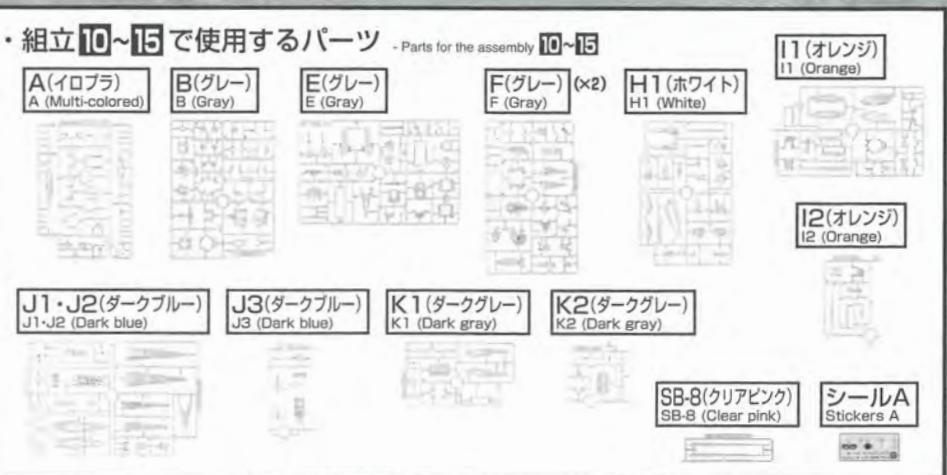 ・組立10~15で使用するパーツ - Parts for the assembly 10~15
A(イロプラ)
A (Multi-colored)
B(グレー)
B (Gray)
E(グレー)
E (Gray)
F(グレー) (×2)
F (Gray)
H1(ホワイト)
H1 (White)
I1(オレンジ)
I1 (Orange)
I2(オレンジ)
I2 (Orange)
J1・J2(ダークブルー)
J1・J2 (Dark blue)
J3(ダークブルー)
J3 (Dark blue)
K1(ダークグレー)
K1 (Dark gray)
K2(ダークグレー)
K2 (Dark gray)
SB-8(クリアピンク)
SB-8 (Clear pink)
シールA
Stickers A